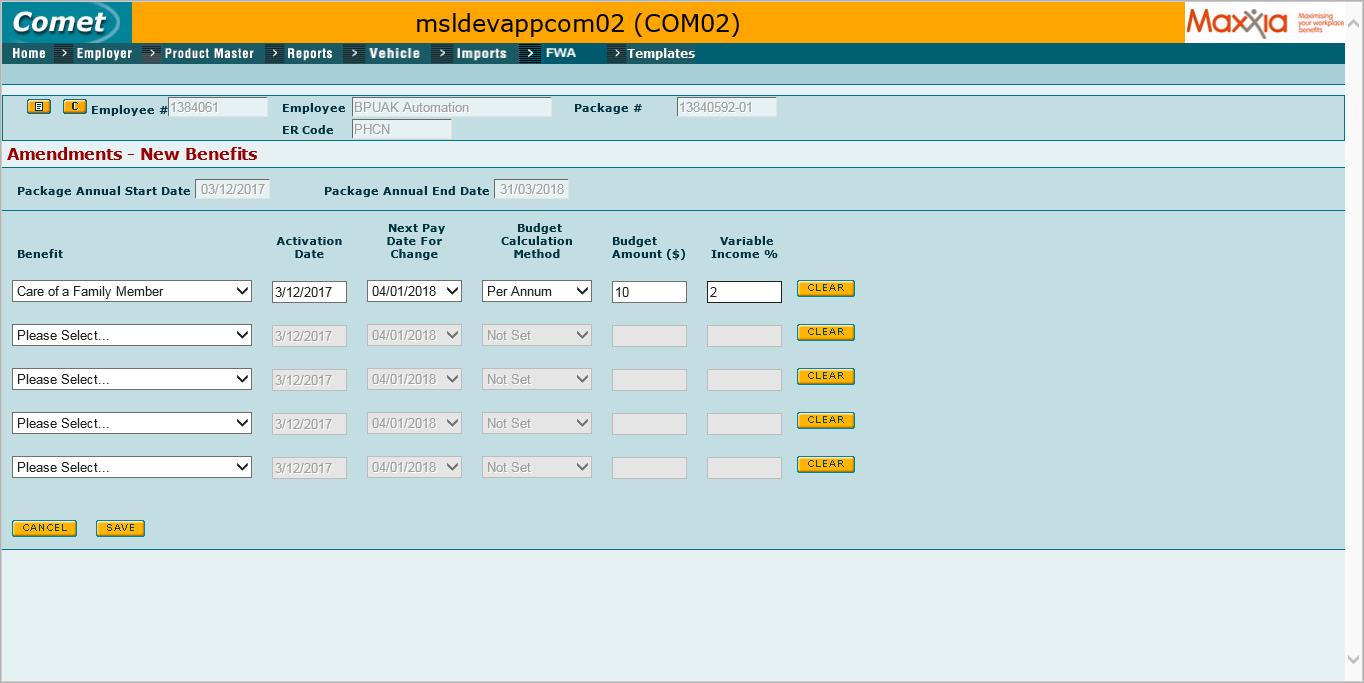 Comet msldevappcom02 (COM02) Maxxia Maximising your workplace benefits
Home > Employer > Product Master > Reports > Vehicle > Imports > FWA > Templates
E C Employee # 1384061 Employee BPUAK Automation Package # 13840592-01
ER Code PHCN
Amendments - New Benefits
Package Annual Start Date 03/12/2017 Package Annual End Date 31/03/2018
Benefit Activation Date Next Pay Date For Change Budget Calculation Method Budget Amount ($) Variable Income %
Care of a Family Member 3/12/2017 04/01/2018 Per Annum 10 2 CLEAR
Please Select... 3/12/2017 04/01/2018 Not Set CLEAR
Please Select... 3/12/2017 04/01/2018 Not Set CLEAR
Please Select... 3/12/2017 04/01/2018 Not Set CLEAR
Please Select... 3/12/2017 04/01/2018 Not Set CLEAR
CANCEL SAVE